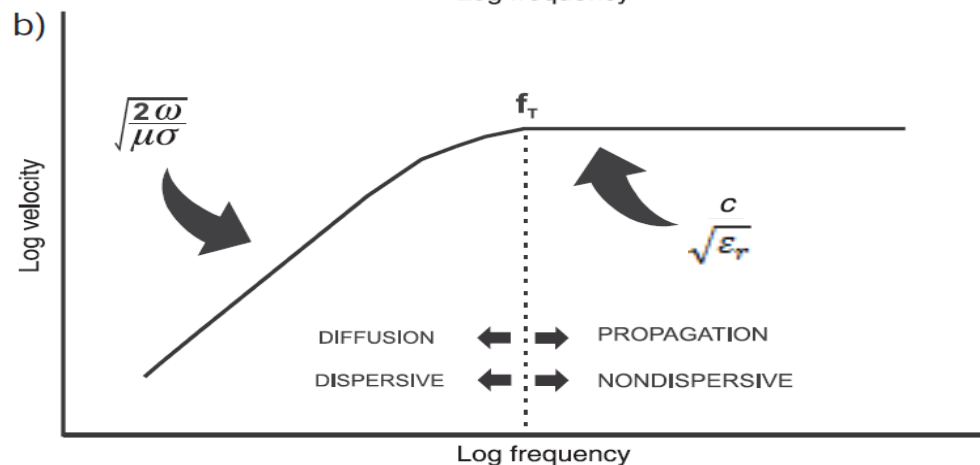 Log frequency
b)
f_T
√(2ω/μσ)
c/√ε_r
Log velocity
DIFFUSION PROPAGATION
DISPERSIVE NONDISPERSIVE
Log frequency